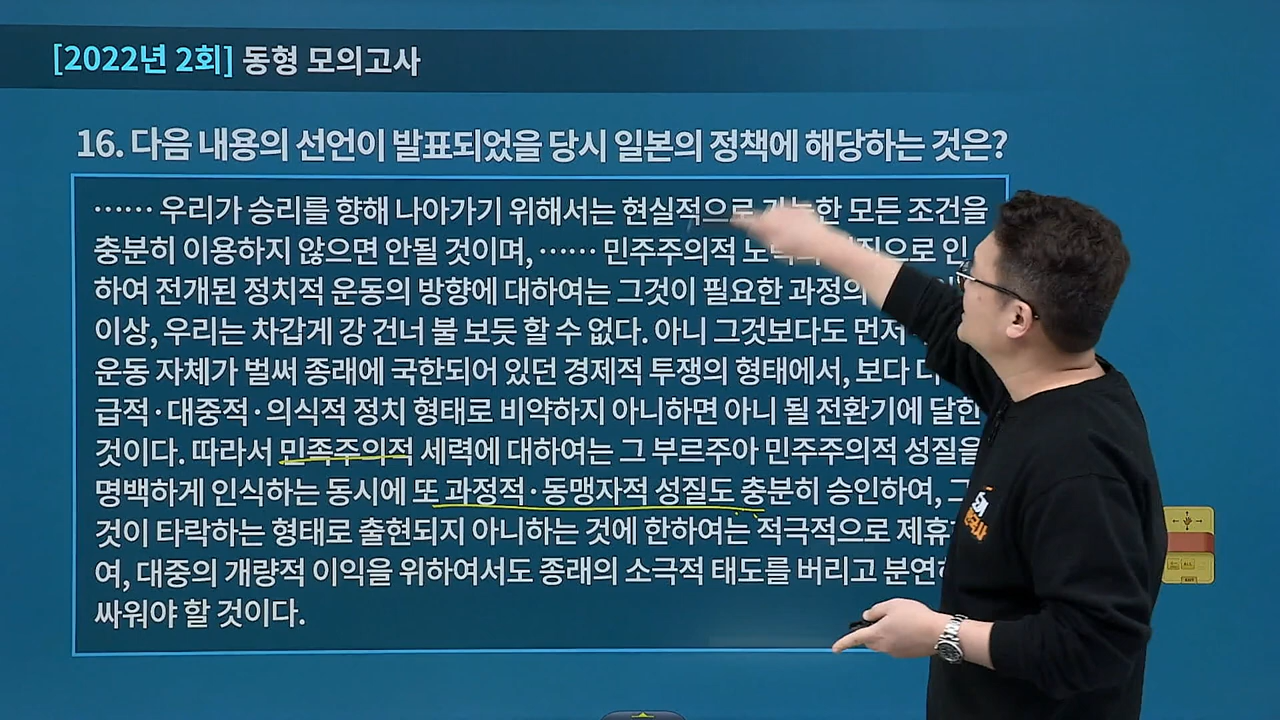 [2022년 2회] 동형 모의고사
16. 다음 내용의 선언이 발표되었을 당시 일본의 정책에 해당하는 것은?
…… 우리가 승리를 향해 나아가기 위해서는 현실적으로 모든 조건을
충분히 이용하지 않으면 안될 것이며, …… 민주주의적
하여 전개된 정치적 운동의 방향에 대하여는 그것이 필요한 과정의
이상, 우리는 차갑게 강 건너 불 보듯 할 수 없다. 아니 그것보다도 먼저
운동 자체가 벌써 종래에 국한되어 있던 경제적 투쟁의 형태에서, 보다
급적·대중적·의식적 정치 형태로 비약하지 아니하면 아니 될 전환기에 달한
것이다. 따라서 민족주의적 세력에 대하여는 그 부르주아 민주주의적 성질을
명백하게 인식하는 동시에 또 과정적·동맹자적 성질도 충분히 승인하여, 그
것이 타락하는 형태로 출현되지 아니하는 것에 한하여는 적극적으로
여, 대중의 개량적 이익을 위하여서도 종래의 소극적 태도를 버리고
싸워야 할 것이다.